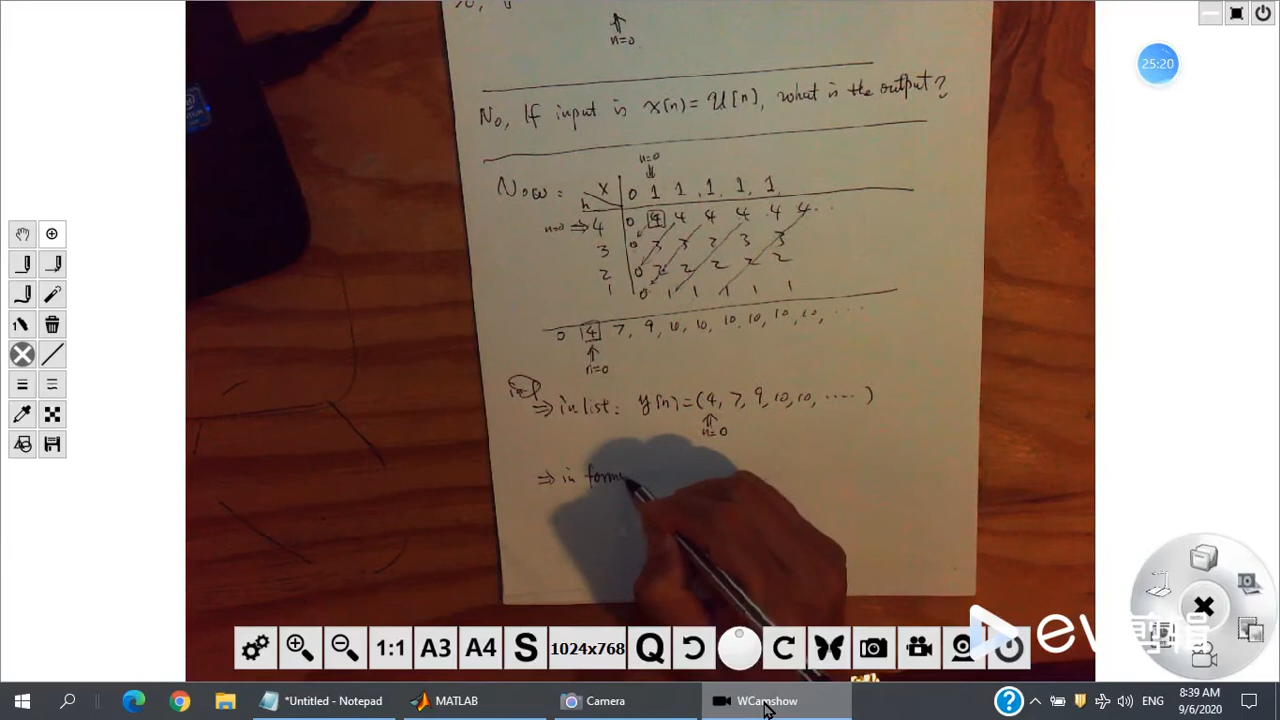 n=0
25:20
No, If input is x[n] = u[n], what is the output?
n=0
Now: x 0 1 1 1 1 1
h
n=0 ⇒ 4 0 4 4 4 4 4 4 . .
3 0 3 3 2 3 3
2 0 2 2 2 2 2
1 0 1 1 1 1 1
0 4 7, 9, 10, 10, 10, 10, 10, 10, . . .
n=0
⇒ in list: y[n] = (4, 7, 9, 10, 10, .....)
n=0
⇒ in form
1:1 A3 A4 S 1024x768 Q
*Untitled - Notepad MATLAB Camera WCamshow
ENG 8:39 AM
9/6/2020